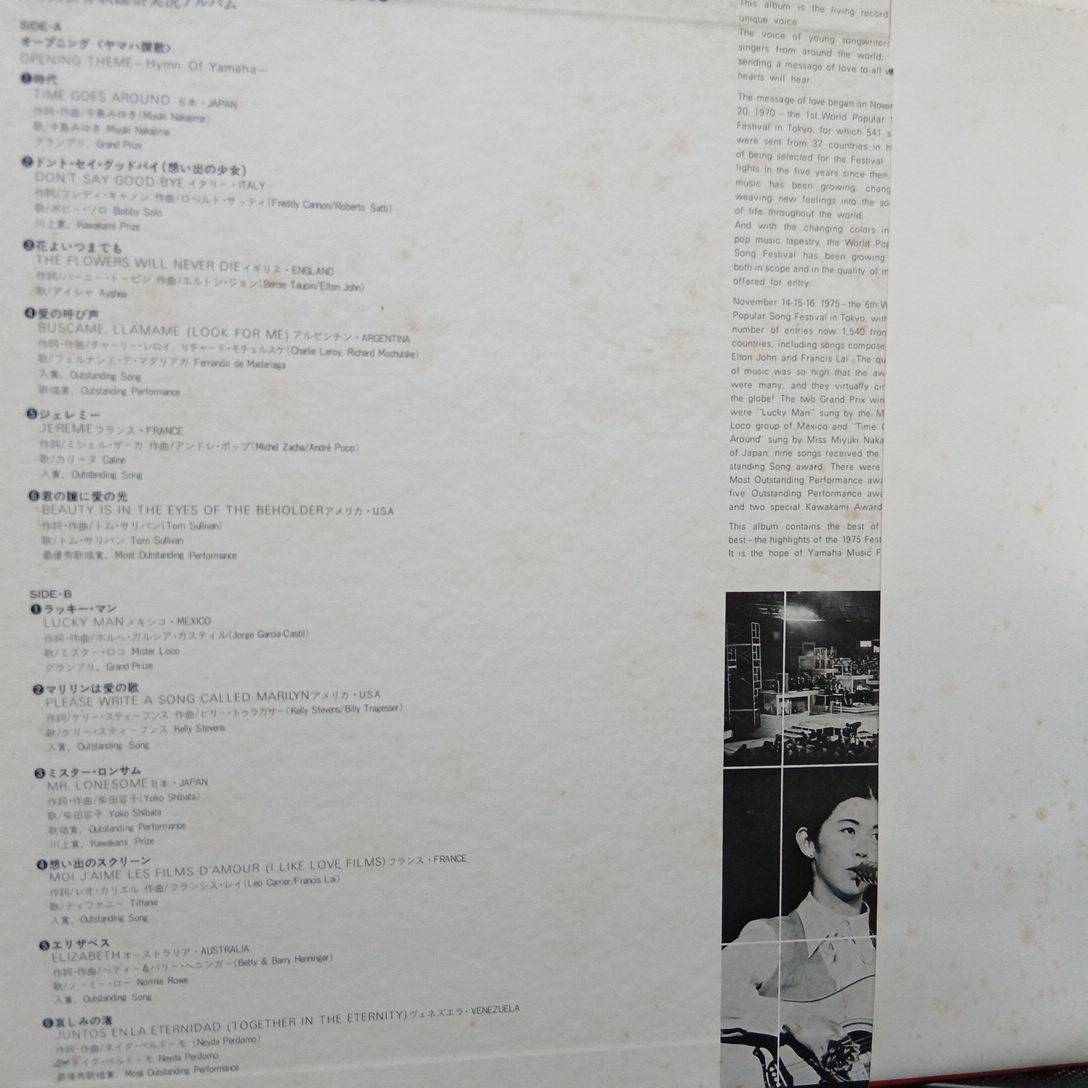 実況アルバム
SIDE-A
オープニング〈ヤマハ讃歌〉
OPENING THEME—Hymn Of Yamaha—
❶時代
TIME GOES AROUND 日本・JAPAN
作詞・作曲/中島みゆき(Miyuki Nakajima)
歌/中島みゆき Miyuki Nakajima
グランプリ, Grand Prize
❷ドント・セイ・グッドバイ(想い出の少女)
DON'T SAY GOOD-BYE イタリー・ITALY
作詞/フレディ・キャノン 作曲/ロベルト・サッティ(Freddy Cannon/Roberto Satti)
歌/ボビー・ソロ Bobby Solo
川上賞, Kawakami Prize
❸花よいつまでも
THE FLOWERS WILL NEVER DIE イギリス・ENGLAND
作詞/バーニー・トーピン 作曲/エルトン・ジョン(Bernie Taupin/Elton John)
歌/アイシャ Ayshea
❹愛の呼び声
BUSCAME, LLAMAME (LOOK FOR ME) アルゼンチン・ARGENTINA
作詞・作曲/チャーリー・レロイ, リチャード・モチュルスケ(Charlie Leroy, Richard Mochulske)
歌/フェルナンド・デ・マダリアガ Fernando de Madariaga
入賞, Outstanding Song
歌唱賞, Outstanding Performance
❺ジェレミー
JEREMIE フランス・FRANCE
作詞/ミシェル・ザーカ 作曲/アンドレ・ポップ(Michel Zacha/André Popp)
歌/カリーヌ Caline
入賞, Outstanding Song
❻君の瞳に愛の光
BEAUTY IS IN THE EYES OF THE BEHOLDER アメリカ・USA
作詞・作曲/トム・サリバン(Tom Sullivan)
歌/トム・サリバン Tom Sullivan
最優秀歌唱賞, Most Outstanding Performance
SIDE-B
❶ラッキー・マン
LUCKY MAN メキシコ・MEXICO
作詞・作曲/ホルヘ・ガルシア・カスティル(Jorge Garcia-Castil)
歌/ミスター・ロコ Mister Loco
グランプリ, Grand Prize
❷マリリンは愛の歌
PLEASE WRITE A SONG CALLED MARILYN アメリカ・USA
作詞/ケリー・スティーブンス 作曲/ビリー・トゥラガサー(Kelly Stevens/Billy Tragesser)
歌/ケリー・スティーブンス Kelly Stevens
入賞, Outstanding Song
❸ミスター・ロンサム
MR. LONESOME 日本・JAPAN
作詞・作曲/柴田容子(Yoko Shibata)
歌/柴田容子 Yoko Shibata
歌唱賞, Outstanding Performance
川上賞, Kawakami Prize
❹想い出のスクリーン
MOI J'AIME LES FILMS D'AMOUR (I LIKE LOVE FILMS) フランス・FRANCE
作詞/レオ・カリエル 作曲/フランシス・レイ(Leo Carrier/Francis Lai)
歌/ティファニー Tiffanie
入賞, Outstanding Song
❺エリザベス
ELIZABETH オーストラリア・AUSTRALIA
作詞・作曲/ベティー&バリー・ヘニンガー(Betty & Barry Henninger)
歌/ノーミー・ロー Normie Rowe
入賞, Outstanding Song
❻哀しみの渚
JUNTOS EN LA ETERNIDAD (TOGETHER IN THE ETERNITY) ヴェネズエラ・VENEZUELA
作詞・作曲/ネイダ・ペルドーモ (Neyda Perdomo)
ネイダ・ペルドーモ Neyda Perdomo
最優秀歌唱賞, Most Outstanding Performance
This album is the living record
unique voice
The voice of young songwriters
singers from around the world,
sending a message of love to all w
hearts will hear
The message of love began on Nover
20, 1970 – the 1st World Popular S
Festival in Tokyo, for which 541 s
were sent from 37 countries in h
of being selected for the Festival
lights. In the five years since then,
music has been growing, chang
weaving new feelings into the so
of life throughout the world.
And with the changing colors in
pop music tapestry, the World Pop
Song Festival has been growing
both in scope and in the quality of m
offered for entry.
November 14-15-16, 1975 – the 6th W
Popular Song Festival in Tokyo, with
number of entries now 1,540 from
countries, including songs compose
Elton John and Francis Lai. The qu
of music was so high that the aw
were many, and they virtually cir
the globe! The two Grand Prix win
were "Lucky Man" sung by the M
Loco group of Mexico and "Time G
Around" sung by Miss Miyuki Naka
of Japan, nine songs received the
standing Song award. There were
Most Outstanding Performance awa
five Outstanding Performance awa
and two special Kawakami Award
This album contains the best of
best – the highlights of the 1975 Fest
It is the hope of Yamaha Music F